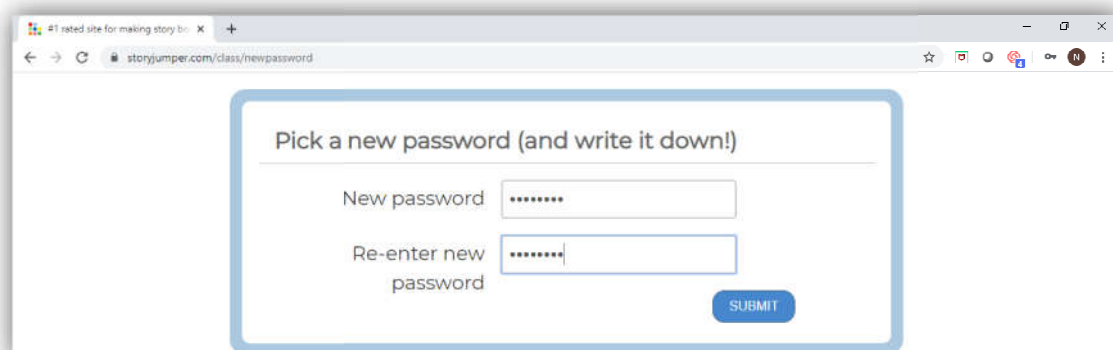 #1 rated site for making story bo
storyjumper.com/class/newpassword
4
N
Pick a new password (and write it down!)
New password
••••••••
Re-enter new
password
••••••••
SUBMIT